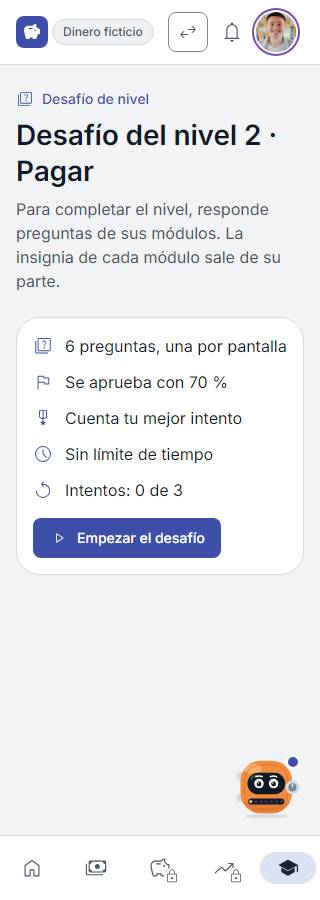 Dinero ficticio
Desafío de nivel
Desafío del nivel 2 ·
Pagar
Para completar el nivel, responde
preguntas de sus módulos. La
insignia de cada módulo sale de su
parte.
6 preguntas, una por pantalla
Se aprueba con 70 %
Cuenta tu mejor intento
Sin límite de tiempo
Intentos: 0 de 3
Empezar el desafío